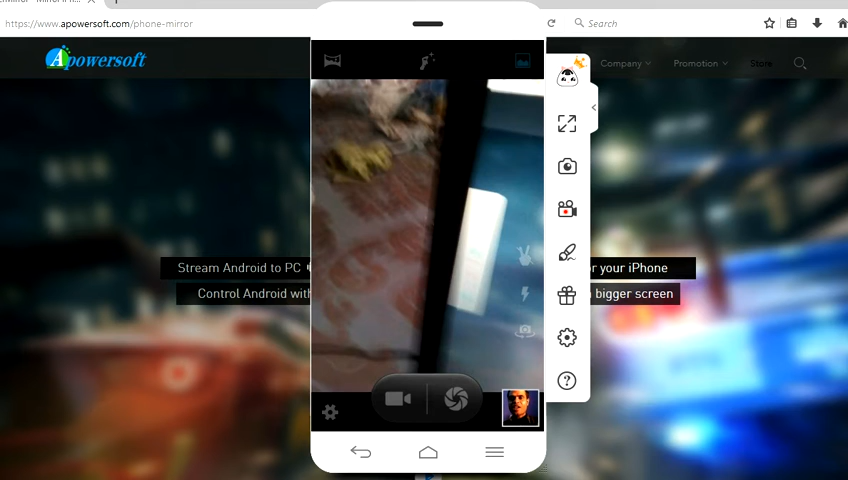 https://www.apowersoft.com/phone-mirror
Search
Apowersoft
Company
Promotion
Store
Stream Android to PC
r your iPhone
Control Android with
bigger screen